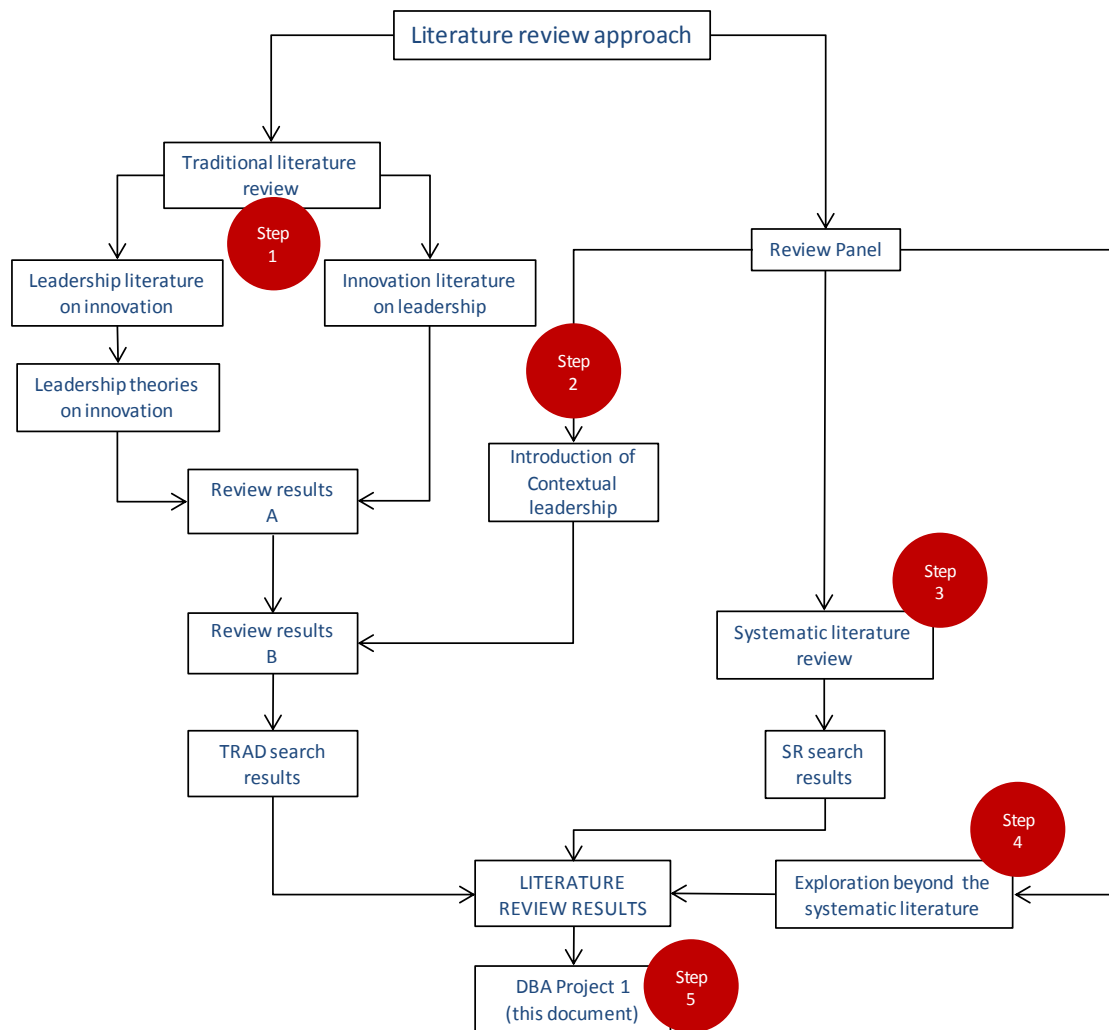 Literature review approach
Traditional literature
review
Step
1
Review Panel
Leadership literature
on innovation
Innovation literature
on leadership
Step
2
Leadership theories
on innovation
Introduction of
Contextual
leadership
Review results
A
Step
3
Review results
B
Systematic literature
review
TRAD search
results
SR search
results
Step
4
LITERATURE
REVIEW RESULTS
Exploration beyond the
systematic literature
DBA Project 1
(this document)
Step
5